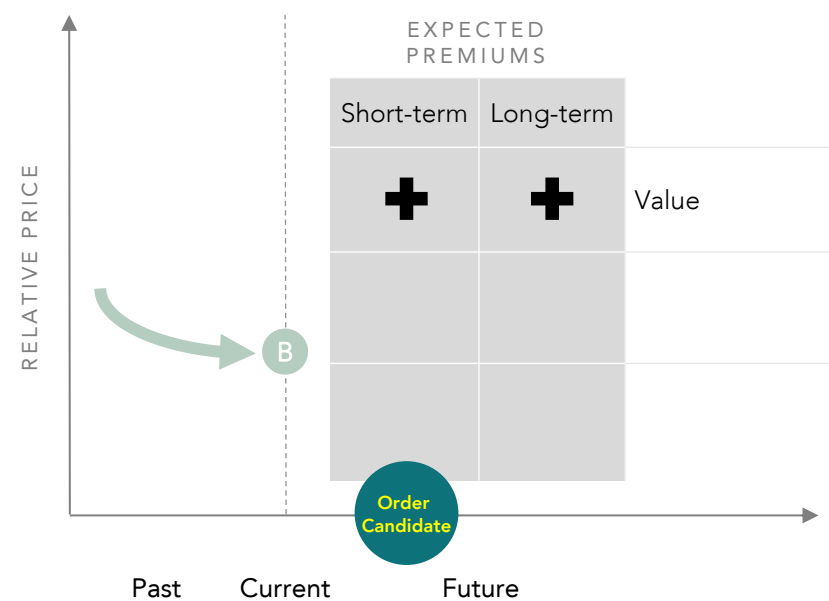 EXPECTED
PREMIUMS
Short-term
Long-term
RELATIVE PRICE
Value
B
Order
Candidate
Past
Current
Future